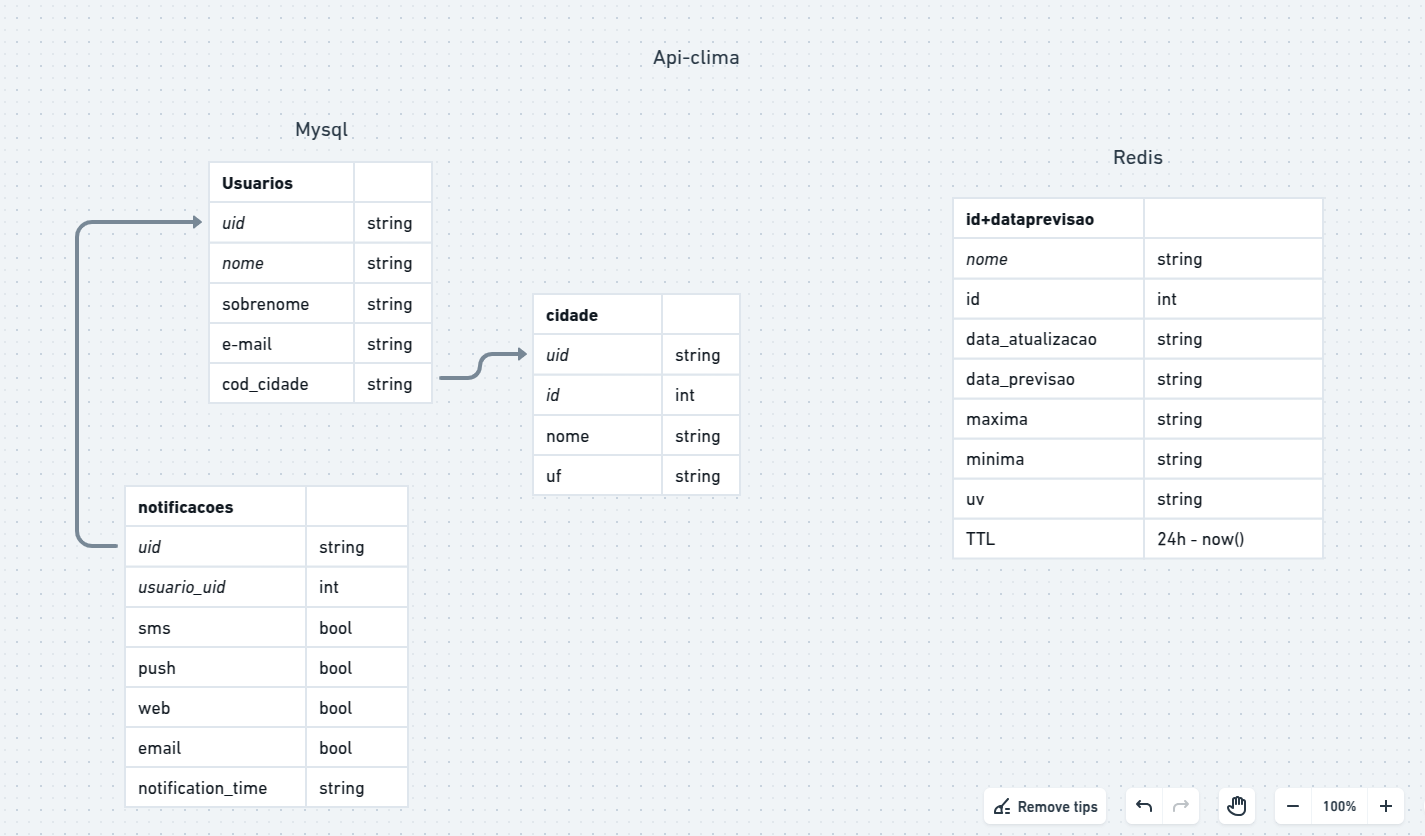 Api-clima
Mysql
Usuarios
uid string
nome string
sobrenome string
e-mail string
cod_cidade string
cidade
uid string
id int
nome string
uf string
notificacoes
uid string
usuario_uid int
sms bool
push bool
web bool
email bool
notification_time string
Redis
id+dataprevisao
nome string
id int
data_atualizacao string
data_previsao string
maxima string
minima string
uv string
TTL 24h - now()
Remove tips
100%